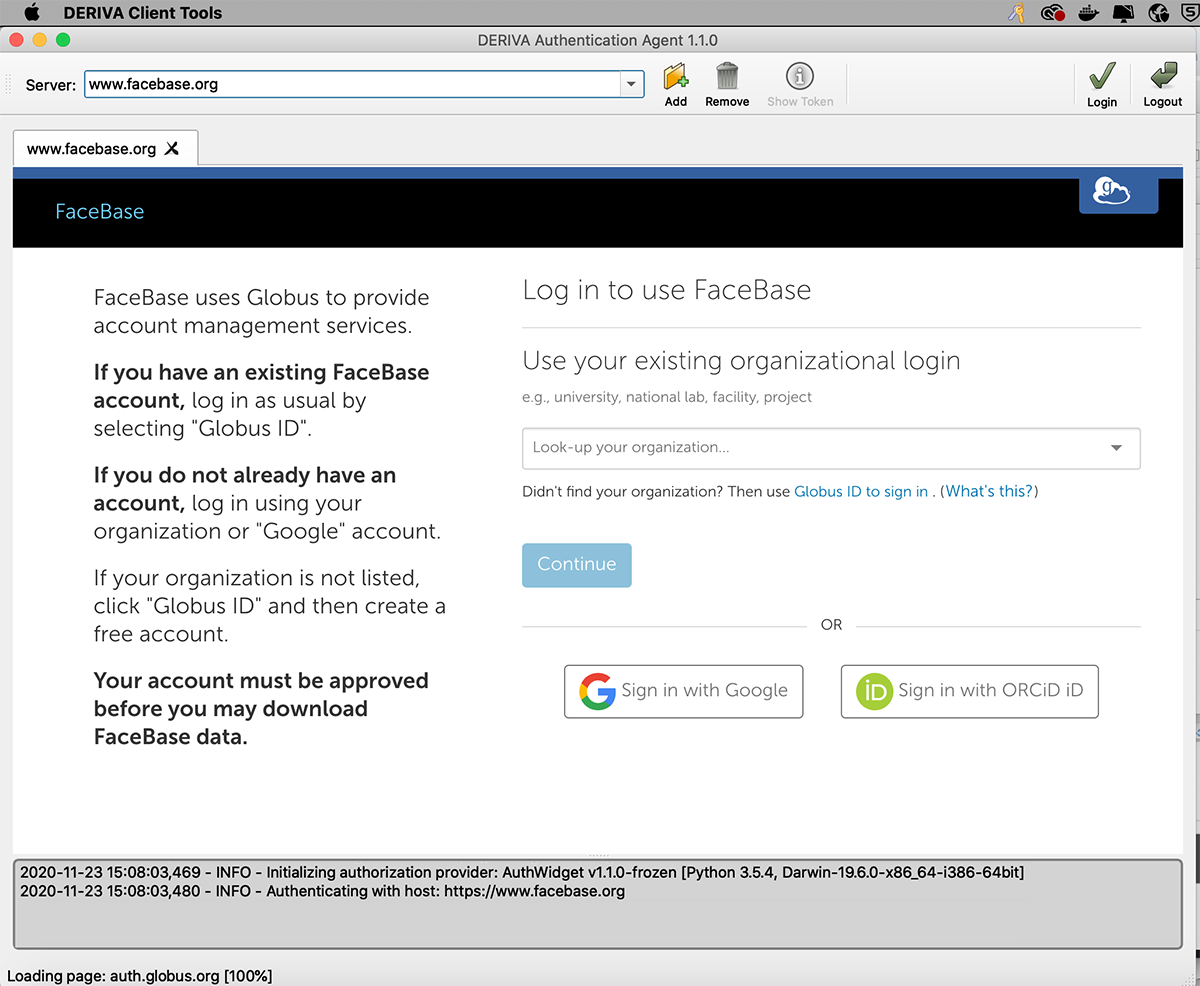 DERIVA Client Tools
DERIVA Authentication Agent 1.1.0
Server: www.facebase.org
Add
Remove
Show Token
Login
Logout
www.facebase.org
FaceBase
FaceBase uses Globus to provide
account management services.
If you have an existing FaceBase
account, log in as usual by
selecting "Globus ID".
If you do not already have an
account, log in using your
organization or "Google" account.
If your organization is not listed,
click "Globus ID" and then create a
free account.
Your account must be approved
before you may download
FaceBase data.
Log in to use FaceBase
Use your existing organizational login
e.g., university, national lab, facility, project
Look-up your organization...
Didn't find your organization? Then use Globus ID to sign in . (What's this?)
Continue
OR
Sign in with Google
iD Sign in with ORCiD iD
2020-11-23 15:08:03,469 - INFO - Initializing authorization provider: AuthWidget v1.1.0-frozen [Python 3.5.4, Darwin-19.6.0-x86_64-i386-64bit]
2020-11-23 15:08:03,480 - INFO - Authenticating with host: https://www.facebase.org
Loading page: auth.globus.org [100%]